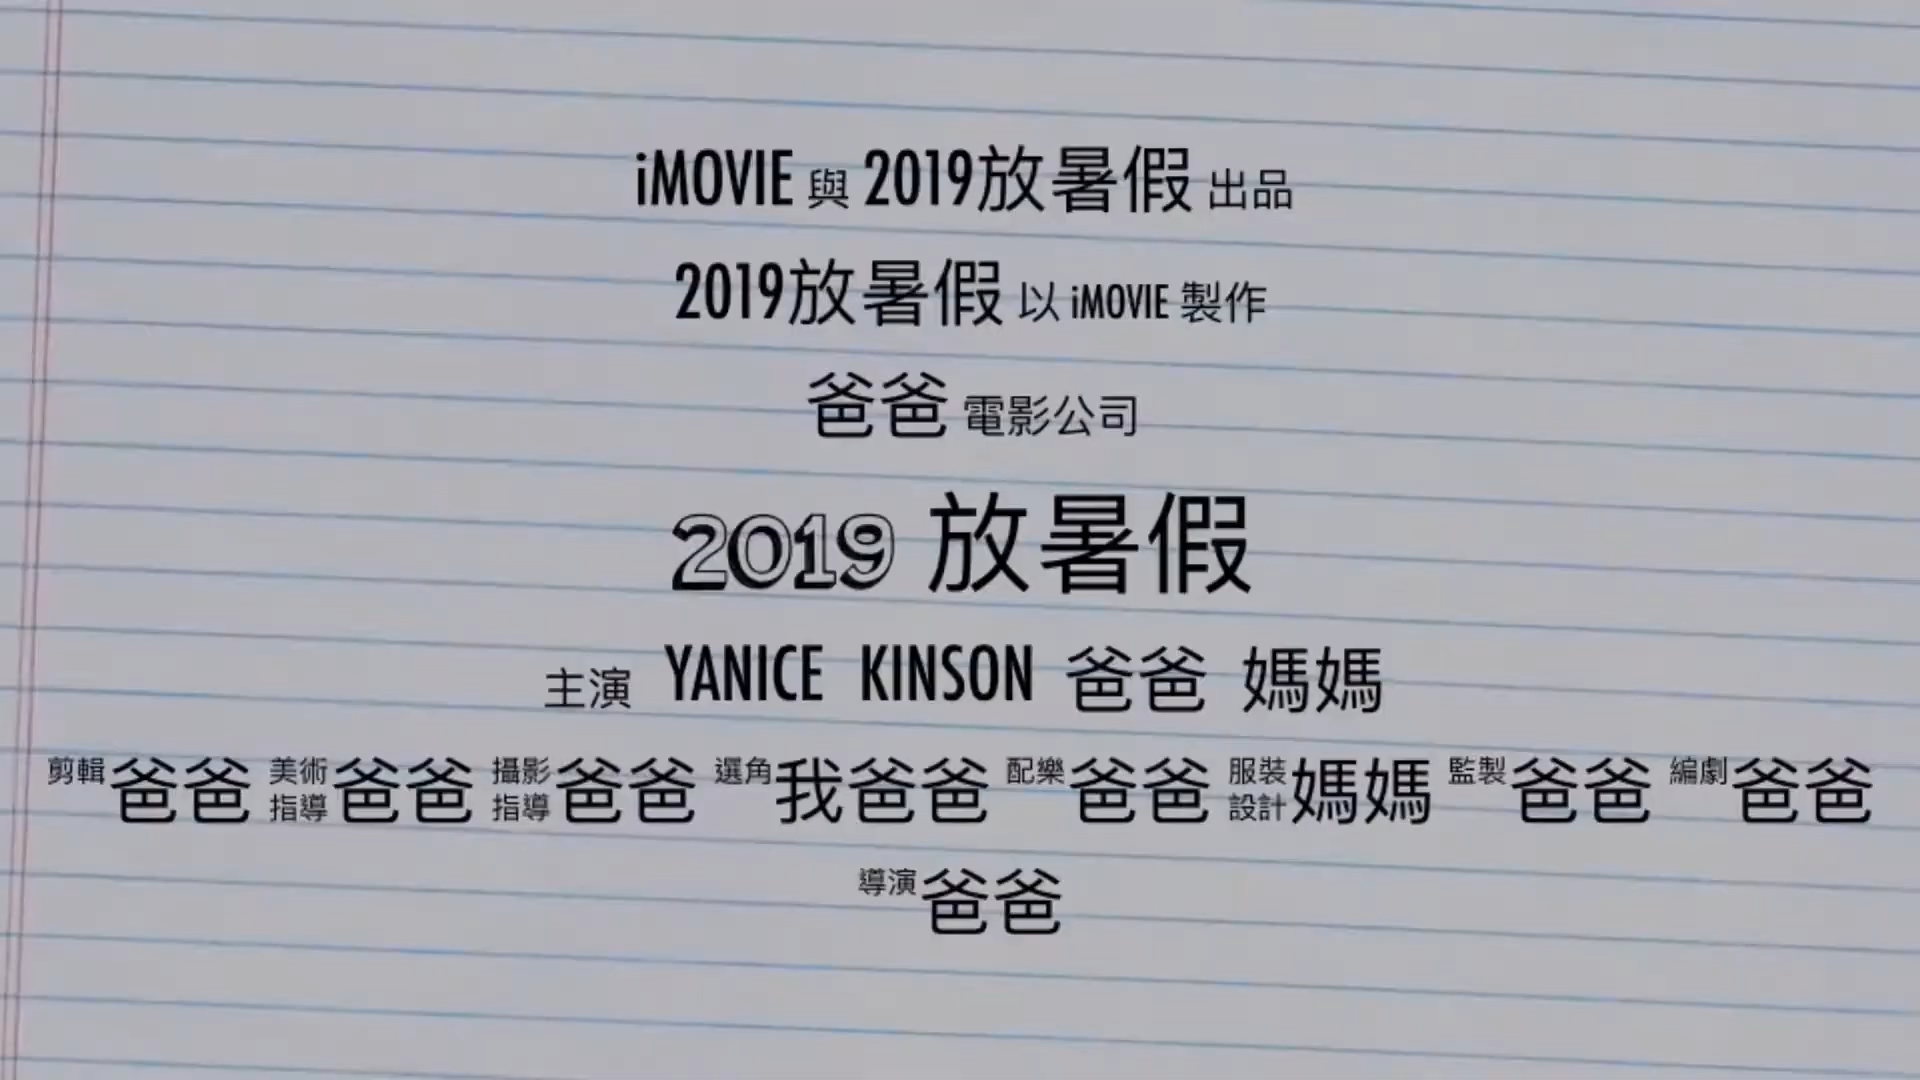 iMOVIE 與 2019放暑假 出品
2019放暑假 以 iMOVIE 製作
爸爸 電影公司
2019 放暑假
主演 YANICE KINSON 爸爸 媽媽
剪輯 爸爸 美術指導 爸爸 攝影指導 爸爸 選角 我爸爸 配樂 爸爸 服裝設計 媽媽 監製 爸爸 編劇 爸爸
導演 爸爸